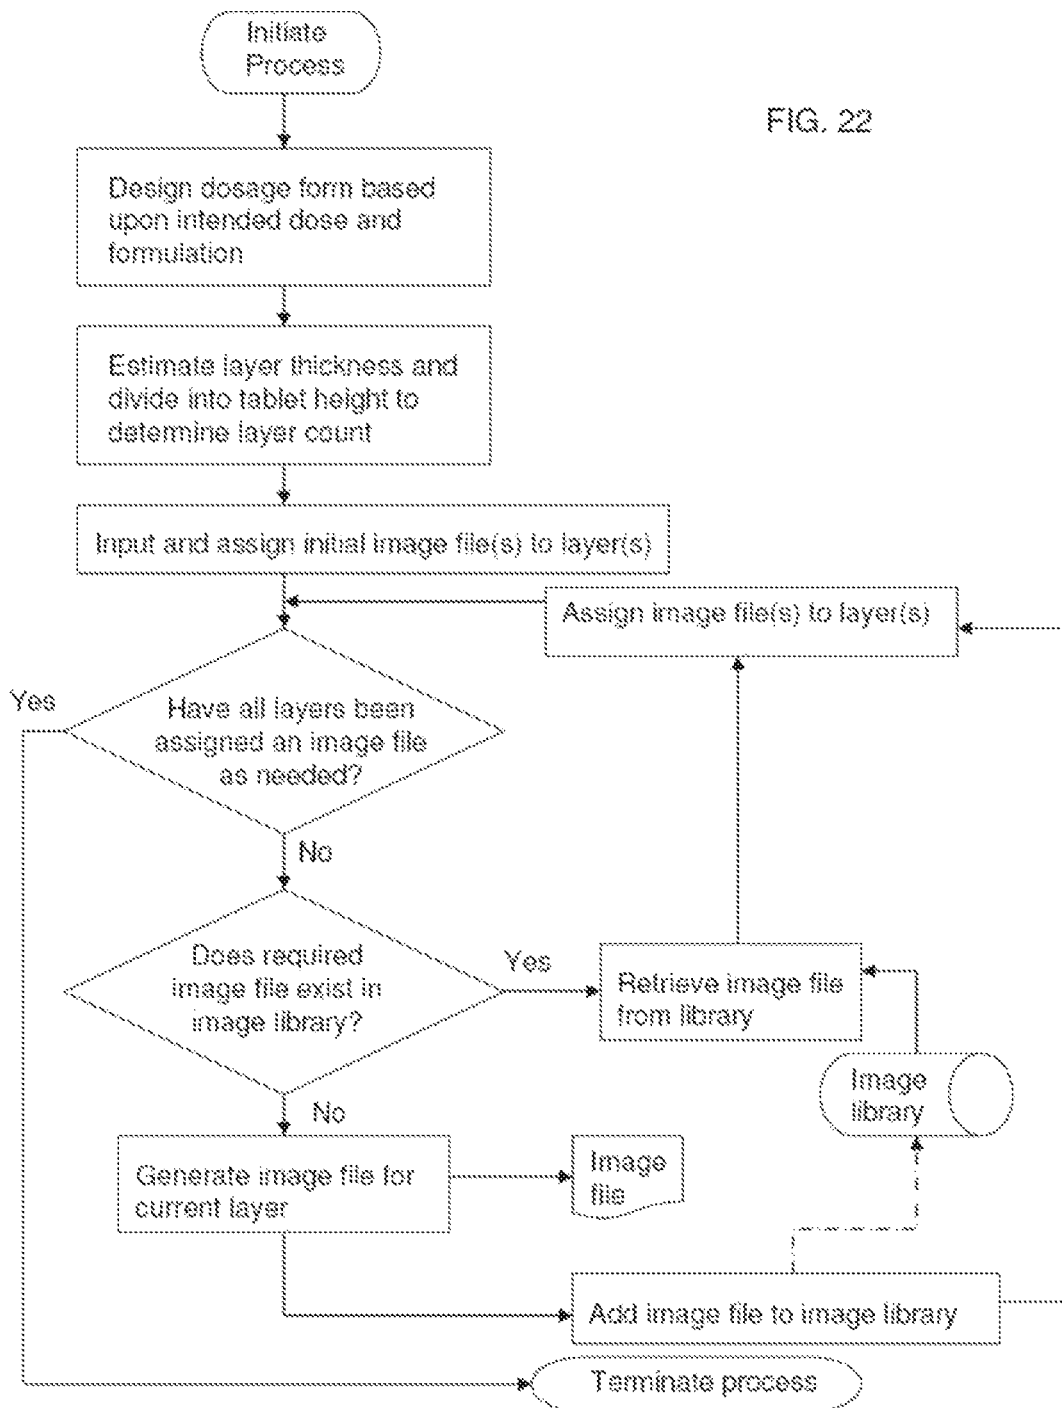 Initiate
Process
FIG. 22
Design dosage form based
upon intended dose and
formulation
Estimate layer thickness and
divide into tablet height to
determine layer count
Input and assign initial image file(s) to layer(s)
Assign image file(s) to layer(s)
Yes
Have all layers been
assigned an image file
as needed?
No
Does required
image file exist in
image library?
Yes
Retrieve image file
from library
Image
library
No
Generate image file for
current layer
Image
file
Add image file to image library
Terminate process